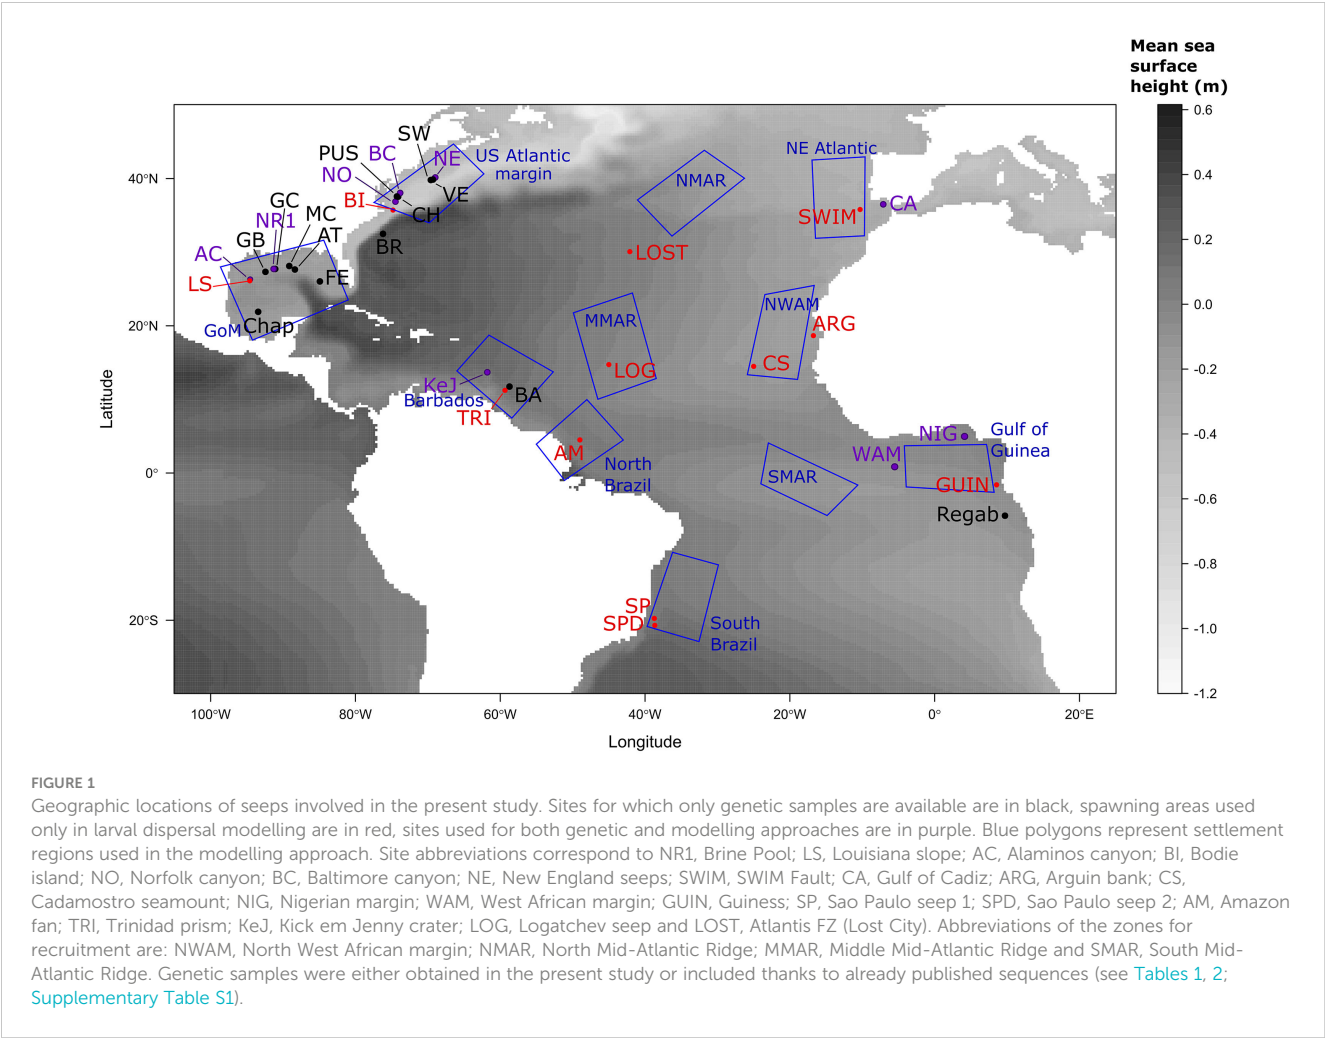 Mean sea
surface
height (m)
0.6
0.4
0.2
0.0
-0.2
-0.4
-0.6
-0.8
-1.0
-1.2
40°N
20°N
0°
20°S
Latitude
100°W
80°W
60°W
40°W
20°W
0°
20°E
Longitude
SW
PUS
BC
NE
US Atlantic
margin
NO
VE
BI
CH
BR
GC
MC
NR1
AT
GB
AC
FE
LS
GoM
Chap
NMAR
NE Atlantic
SWIM
CA
LOST
MMAR
LOG
NWAM
ARG
CS
KeJ
Barbados
BA
TRI
AM
North
Brazil
SMAR
NIG
Gulf of
Guinea
WAM
GUIN
Regab
SP
SPD
South
Brazil
FIGURE 1
Geographic locations of seeps involved in the present study. Sites for which only genetic samples are available are in black, spawning areas used
only in larval dispersal modelling are in red, sites used for both genetic and modelling approaches are in purple. Blue polygons represent settlement
regions used in the modelling approach. Site abbreviations correspond to NR1, Brine Pool; LS, Louisiana slope; AC, Alaminos canyon; BI, Bodie
island; NO, Norfolk canyon; BC, Baltimore canyon; NE, New England seeps; SWIM, SWIM Fault; CA, Gulf of Cadiz; ARG, Arguin bank; CS,
Cadamostro seamount; NIG, Nigerian margin; WAM, West African margin; GUIN, Guiness; SP, Sao Paulo seep 1; SPD, Sao Paulo seep 2; AM, Amazon
fan; TRI, Trinidad prism; KeJ, Kick em Jenny crater; LOG, Logatchev seep and LOST, Atlantis FZ (Lost City). Abbreviations of the zones for
recruitment are: NWAM, North West African margin; NMAR, North Mid-Atlantic Ridge; MMAR, Middle Mid-Atlantic Ridge and SMAR, South Mid-
Atlantic Ridge. Genetic samples were either obtained in the present study or included thanks to already published sequences (see Tables 1, 2;
Supplementary Table S1).